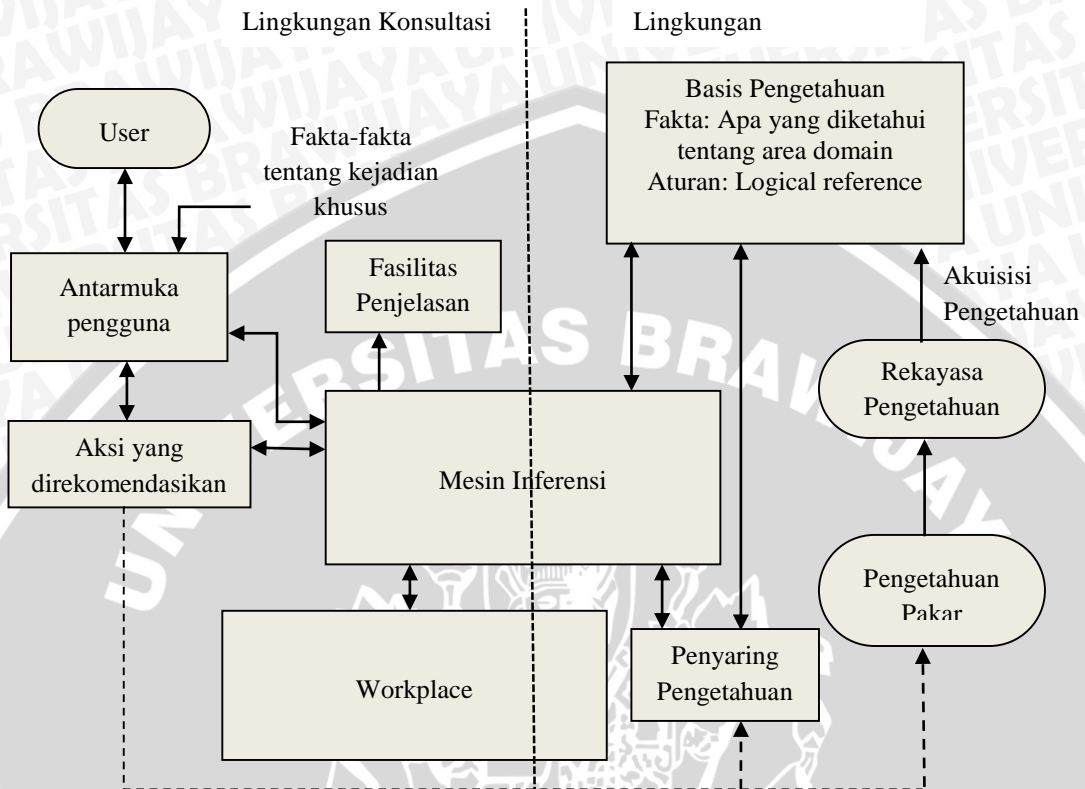 Lingkungan Konsultasi
Lingkungan
User
Fakta-fakta
tentang kejadian
khusus
Basis Pengetahuan
Fakta: Apa yang diketahui
tentang area domain
Aturan: Logical reference
Antarmuka
pengguna
Fasilitas
Penjelasan
Akuisisi
Pengetahuan
Rekayasa
Pengetahuan
Aksi yang
direkomendasikan
Mesin Inferensi
Pengetahuan
Pakar
Workplace
Penyaring
Pengetahuan
UNIVERSITAS BRAWIJAYA